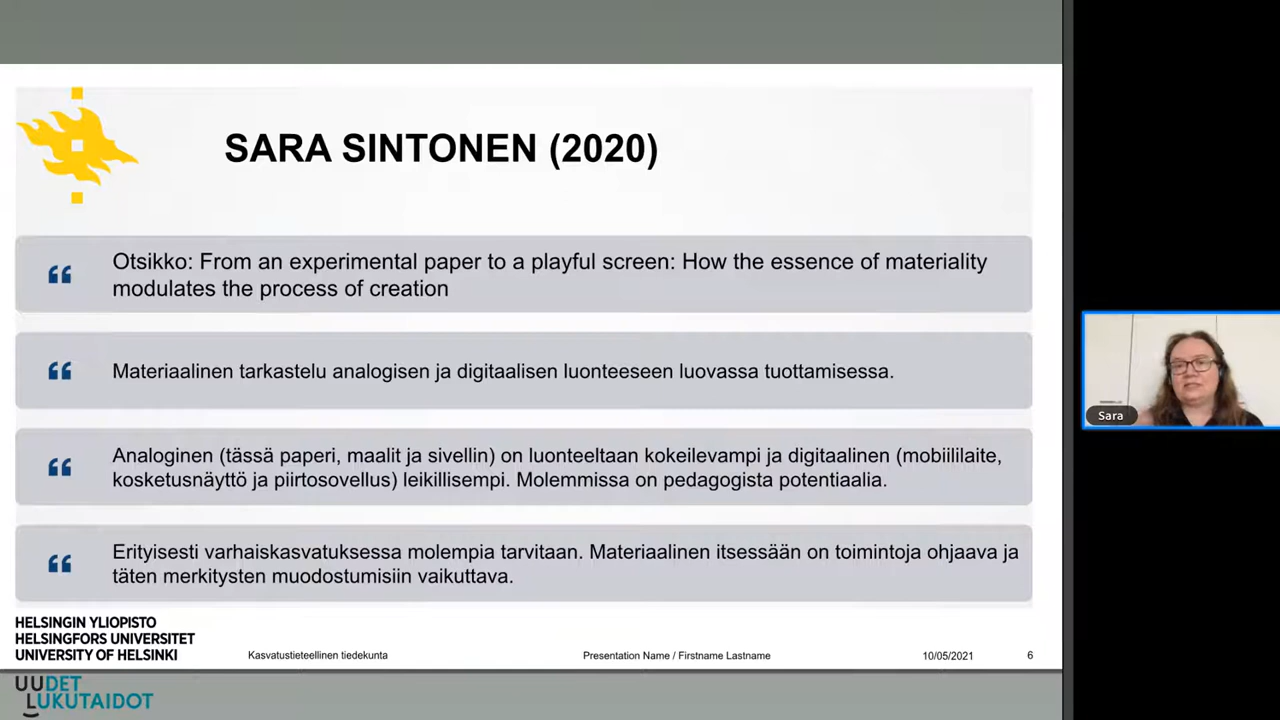 SARA SINTONEN (2020)
Otsikko: From an experimental paper to a playful screen: How the essence of materiality
modulates the process of creation
Materiaalinen tarkastelu analogisen ja digitaalisen luonteeseen luovassa tuottamisessa.
Analoginen (tässä paperi, maalit ja sivellin) on luonteeltaan kokeilevampi ja digitaalinen (mobiililaite,
kosketusnäyttö ja piirtosovellus) leikillisempi. Molemmissa on pedagogista potentiaalia.
Erityisesti varhaiskasvatuksessa molempia tarvitaan. Materiaalinen itsessään on toimintoja ohjaava ja
täten merkitysten muodostumisiin vaikuttava.
HELSINGIN YLIOPISTO
HELSINGFORS UNIVERSITET
UNIVERSITY OF HELSINKI
Kasvatustieteellinen tiedekunta
Presentation Name / Firstname Lastname
10/05/2021
6
UUDET
LUKUTAIDOT
Sara